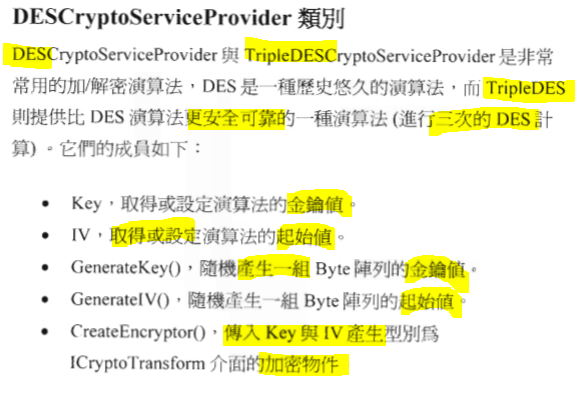 DESCryptoServiceProvider 類別
DESCryptoServiceProvider 與 TripleDESCryptoServiceProvider 是非常
常用的加/解密演算法，DES 是一種歷史悠久的演算法，而 TripleDES
則提供比 DES 演算法更安全可靠的一種演算法 (進行三次的 DES 計
算) 。它們的成員如下：
• Key，取得或設定演算法的金鑰值。
• IV，取得或設定演算法的起始值。
• GenerateKey()，隨機產生一組 Byte 陣列的金鑰值。
• GenerateIV()，隨機產生一組 Byte 陣列的起始值。
• CreateEncryptor()，傳入 Key 與 IV 產生型別為
ICryptoTransform 介面的加密物件